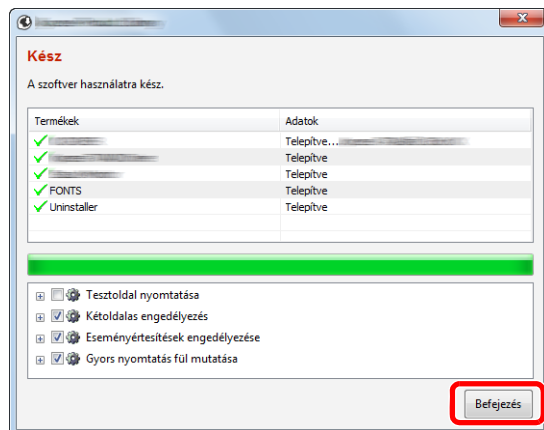 Kész
A szoftver használatra kész.
Termékek Adatok
Telepítve...
Telepítve
Telepítve
FONTS Telepítve
Uninstaller Telepítve
Tesztoldal nyomtatása
Kétoldalas engedélyezés
Eseményértesítések engedélyezése
Gyors nyomtatás fül mutatása
Befejezés